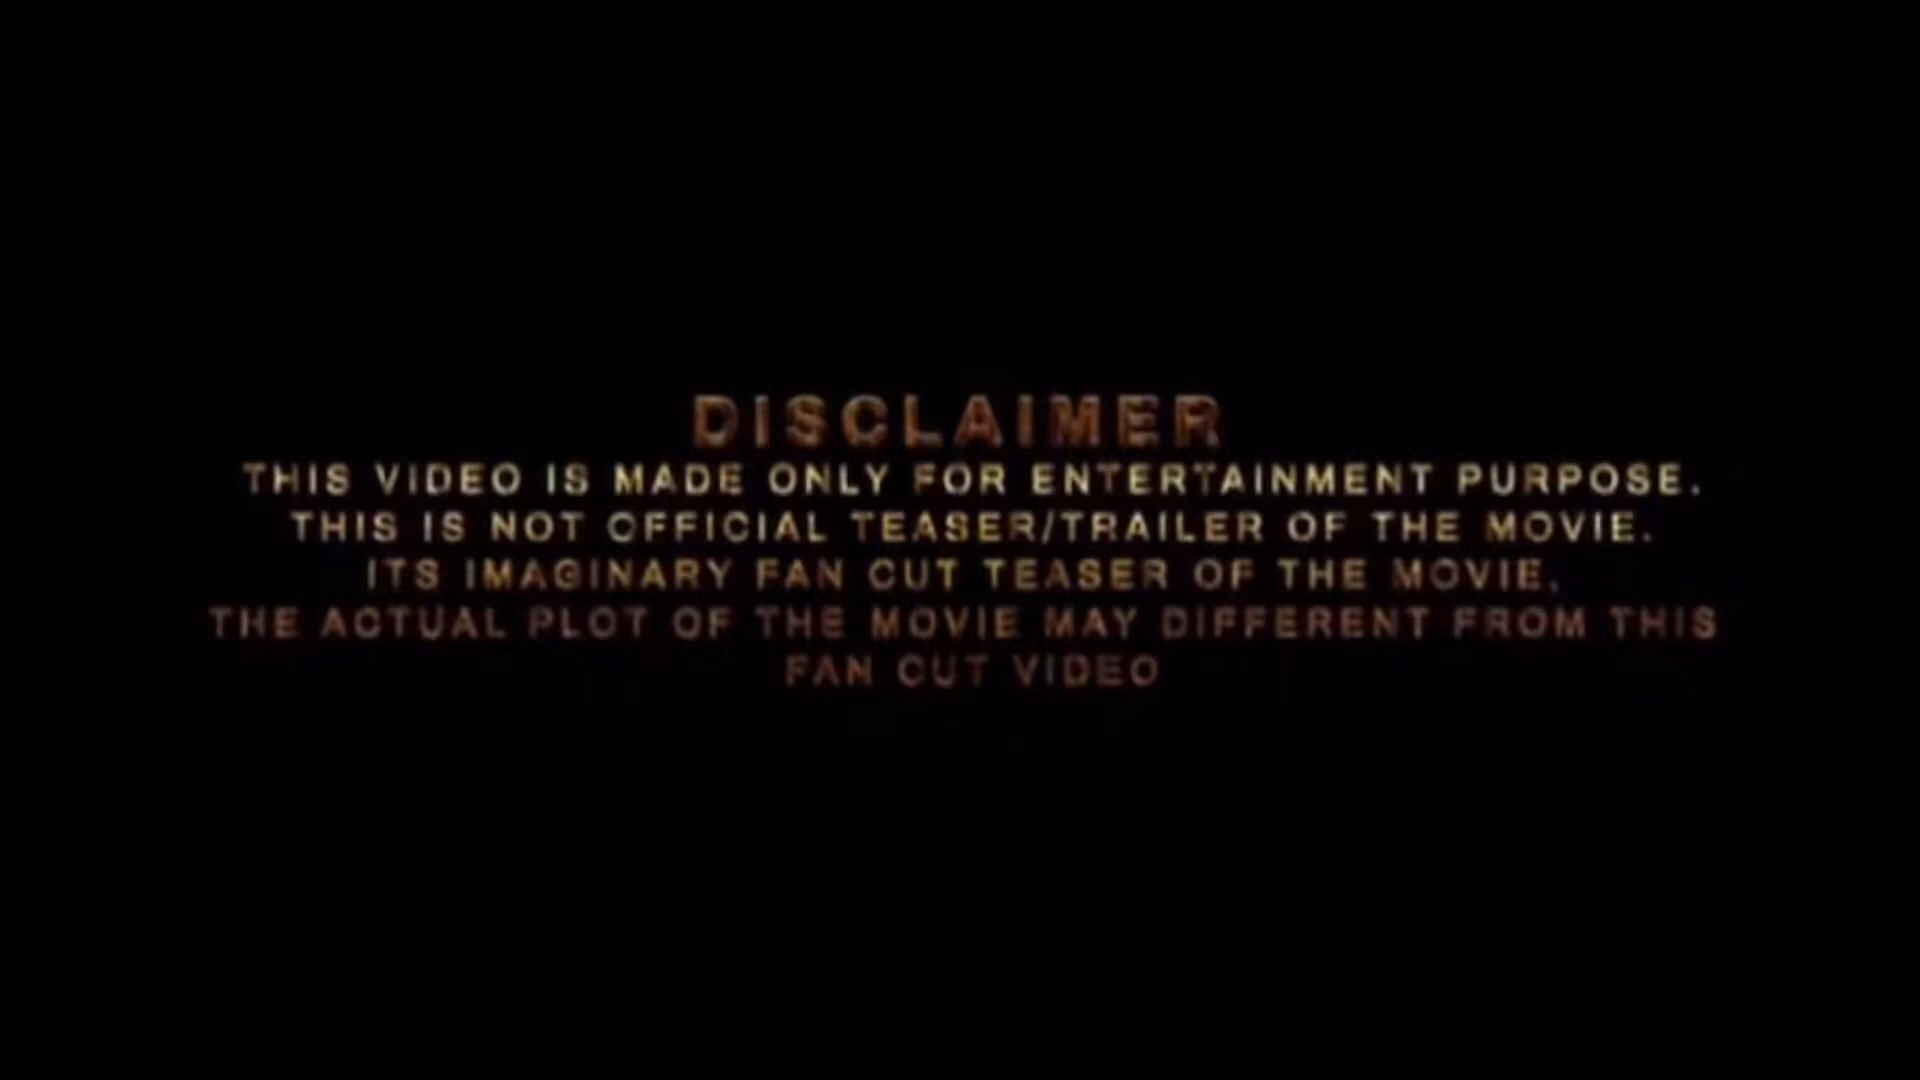 DISCLAIMER
THIS VIDEO IS MADE ONLY FOR ENTERTAINMENT PURPOSE.
THIS IS NOT OFFICIAL TEASER/TRAILER OF THE MOVIE.
ITS IMAGINARY FAN CUT TEASER OF THE MOVIE.
THE ACTUAL PLOT OF THE MOVIE MAY DIFFERENT FROM THIS
FAN CUT VIDEO